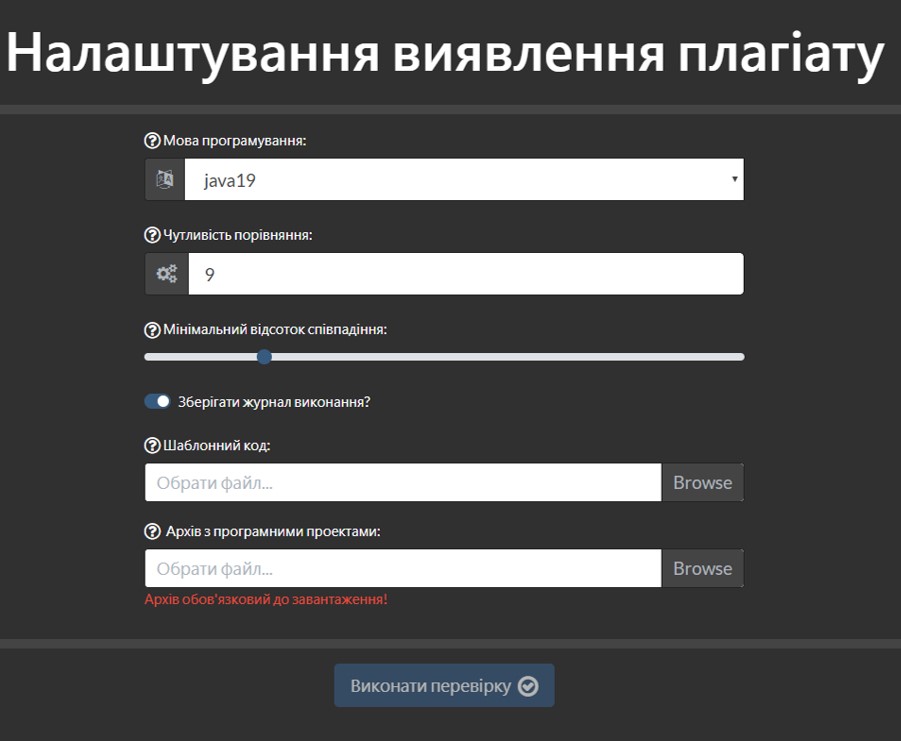 Налаштування виявлення плагіату
Мова програмування:
java19
Чутливість порівняння:
9
Мінімальний відсоток співпадіння:
Зберігати журнал виконання?
Шаблонний код:
Обрати файл... Browse
Архів з програмними проектами:
Обрати файл... Browse
Архів обов'язковий до завантаження!
Виконати перевірку